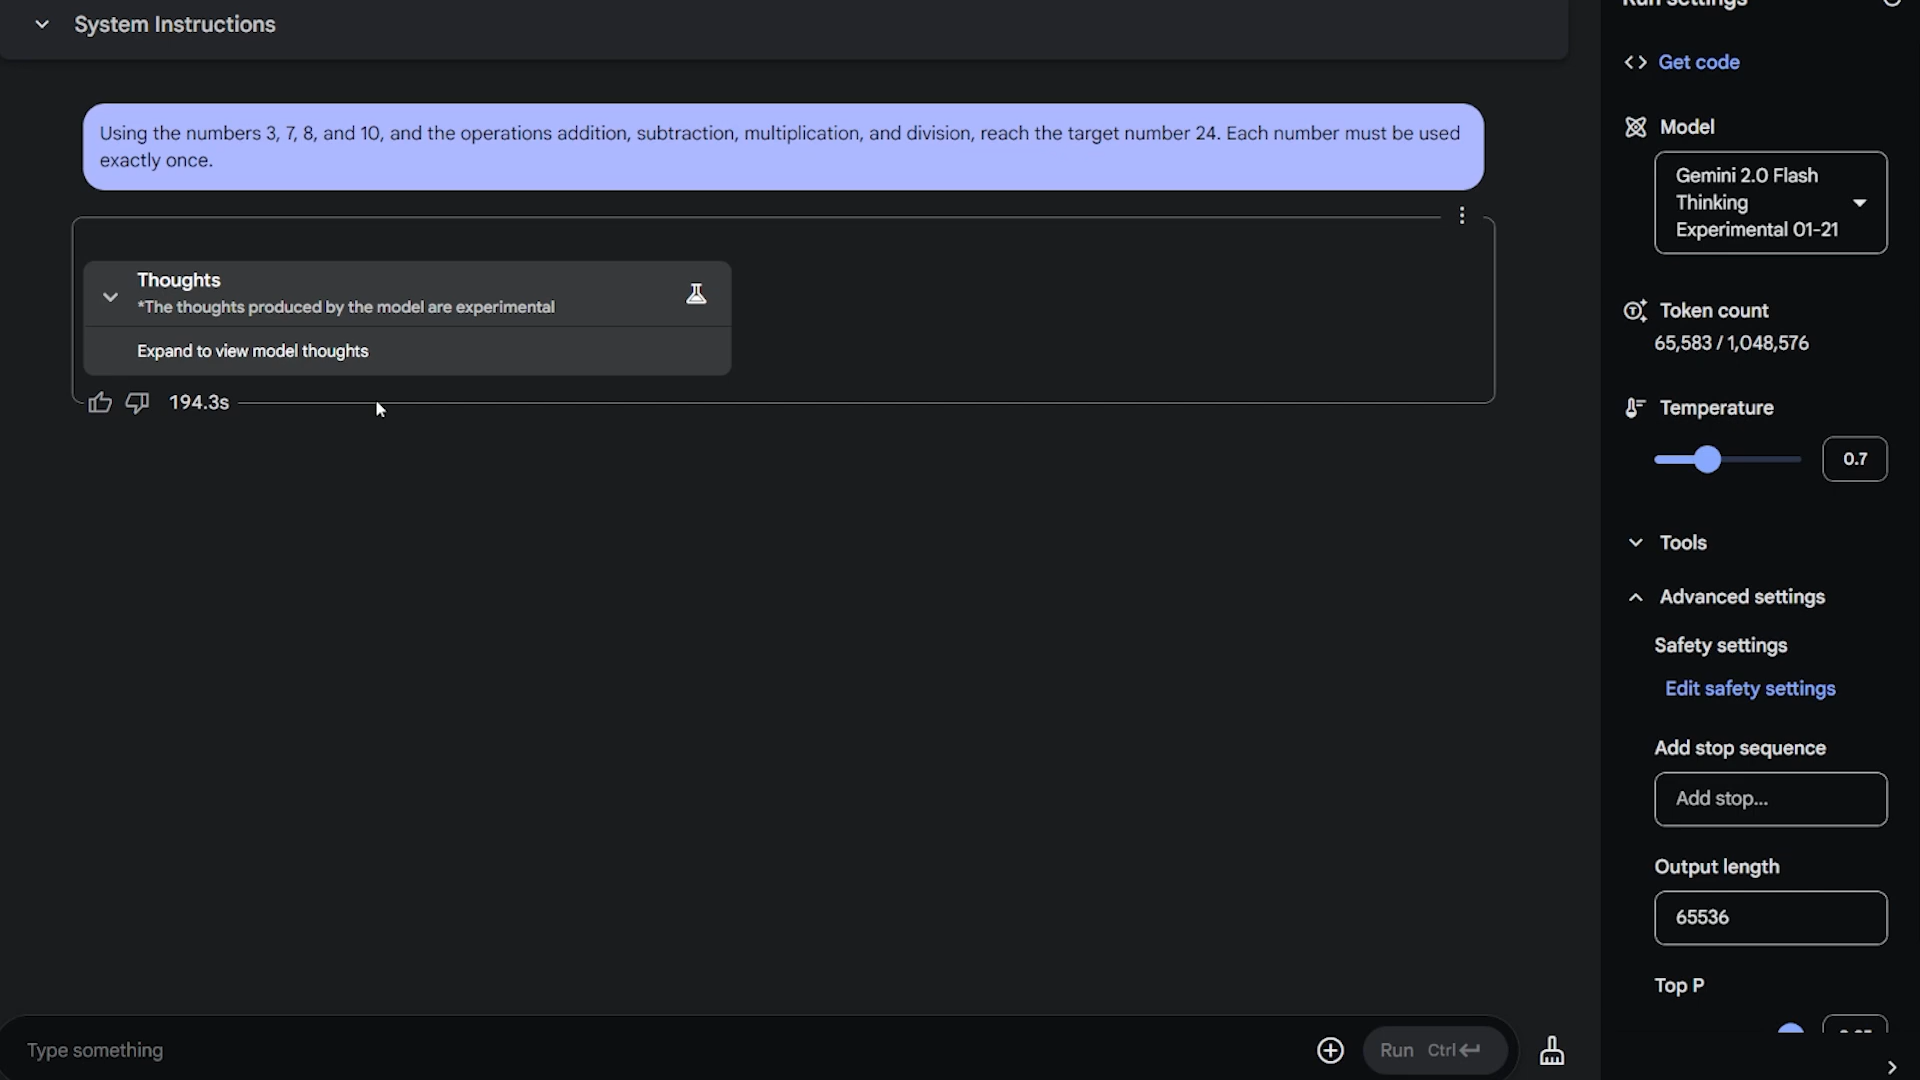 System Instructions
Using the numbers 3, 7, 8, and 10, and the operations addition, subtraction, multiplication, and division, reach the target number 24. Each number must be used
exactly once.
Thoughts
*The thoughts produced by the model are experimental
Expand to view model thoughts
194.3s
Type something
Run Ctrl
Run settings
<> Get code
Model
Gemini 2.0 Flash
Thinking
Experimental 01-21
Token count
65,583 / 1,048,576
Temperature
0.7
Tools
Advanced settings
Safety settings
Edit safety settings
Add stop sequence
Add stop...
Output length
65536
Top P